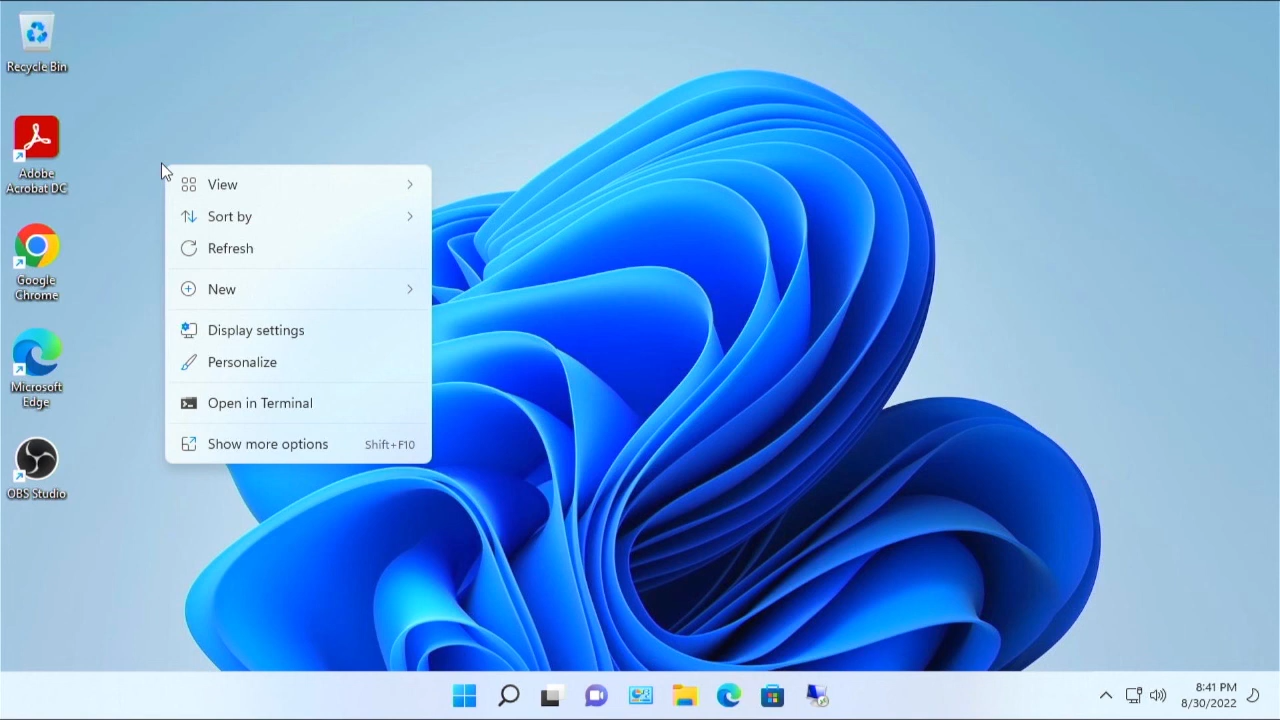 Recycle Bin
Adobe
Acrobat DC
Google
Chrome
Microsoft
Edge
OBS Studio
View
Sort by
Refresh
New
Display settings
Personalize
Open in Terminal
Show more options Shift+F10
8:41 PM
8/30/2022